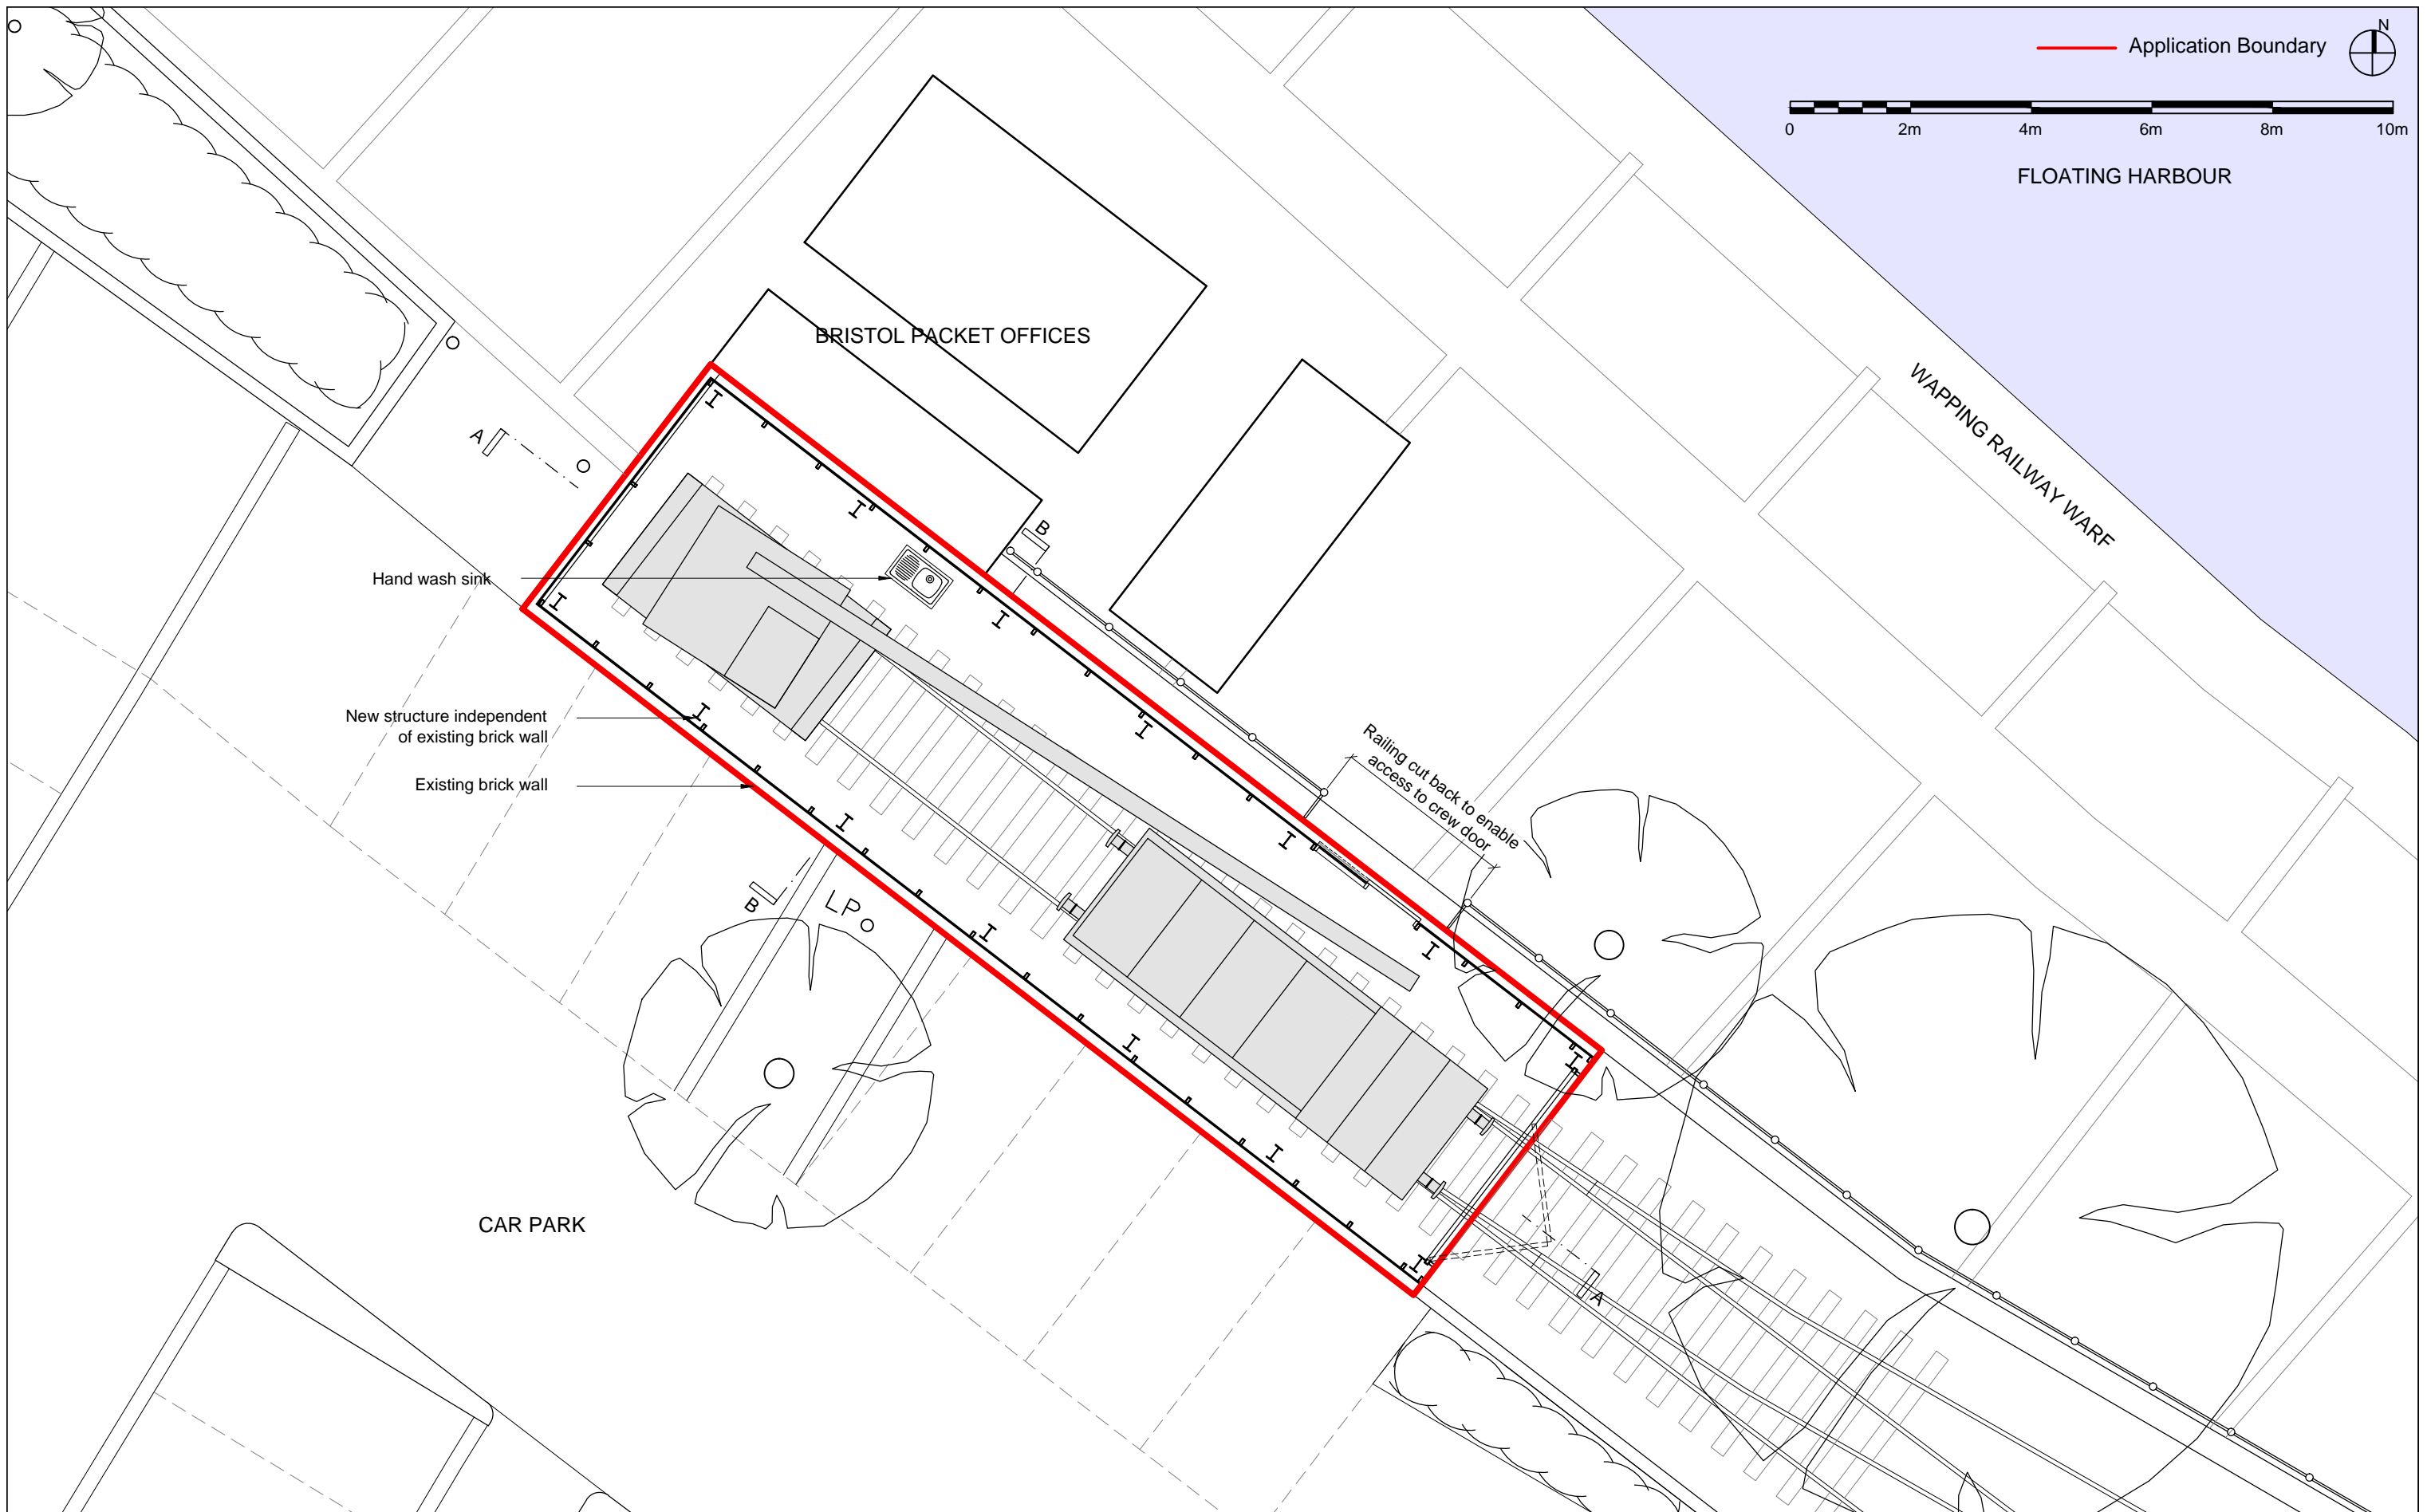 N
Application Boundary
0 2m 4m 6m 8m 10m
FLOATING HARBOUR
BRISTOL PACKET OFFICES
WAPPING RAILWAY WARF
A
B
Hand wash sink
New structure independent
of existing brick wall
Existing brick wall
Railing cut back to enable
access to crew door
B
LP
CAR PARK
A